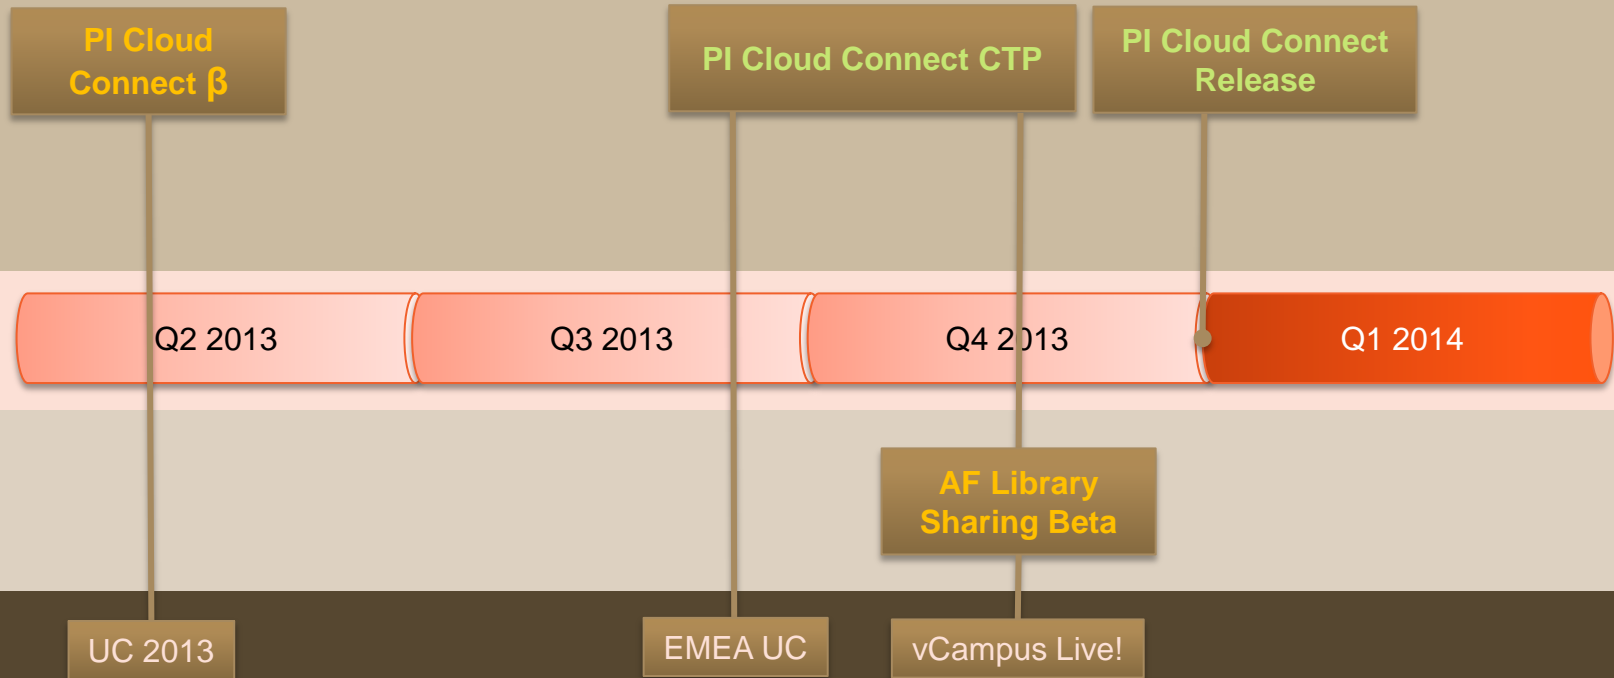 PI Cloud
Connect β
PI Cloud Connect CTP
PI Cloud Connect
Release
Q2 2013
Q3 2013
Q4 2013
Q1 2014
AF Library
Sharing Beta
UC 2013
EMEA UC
vCampus Live!